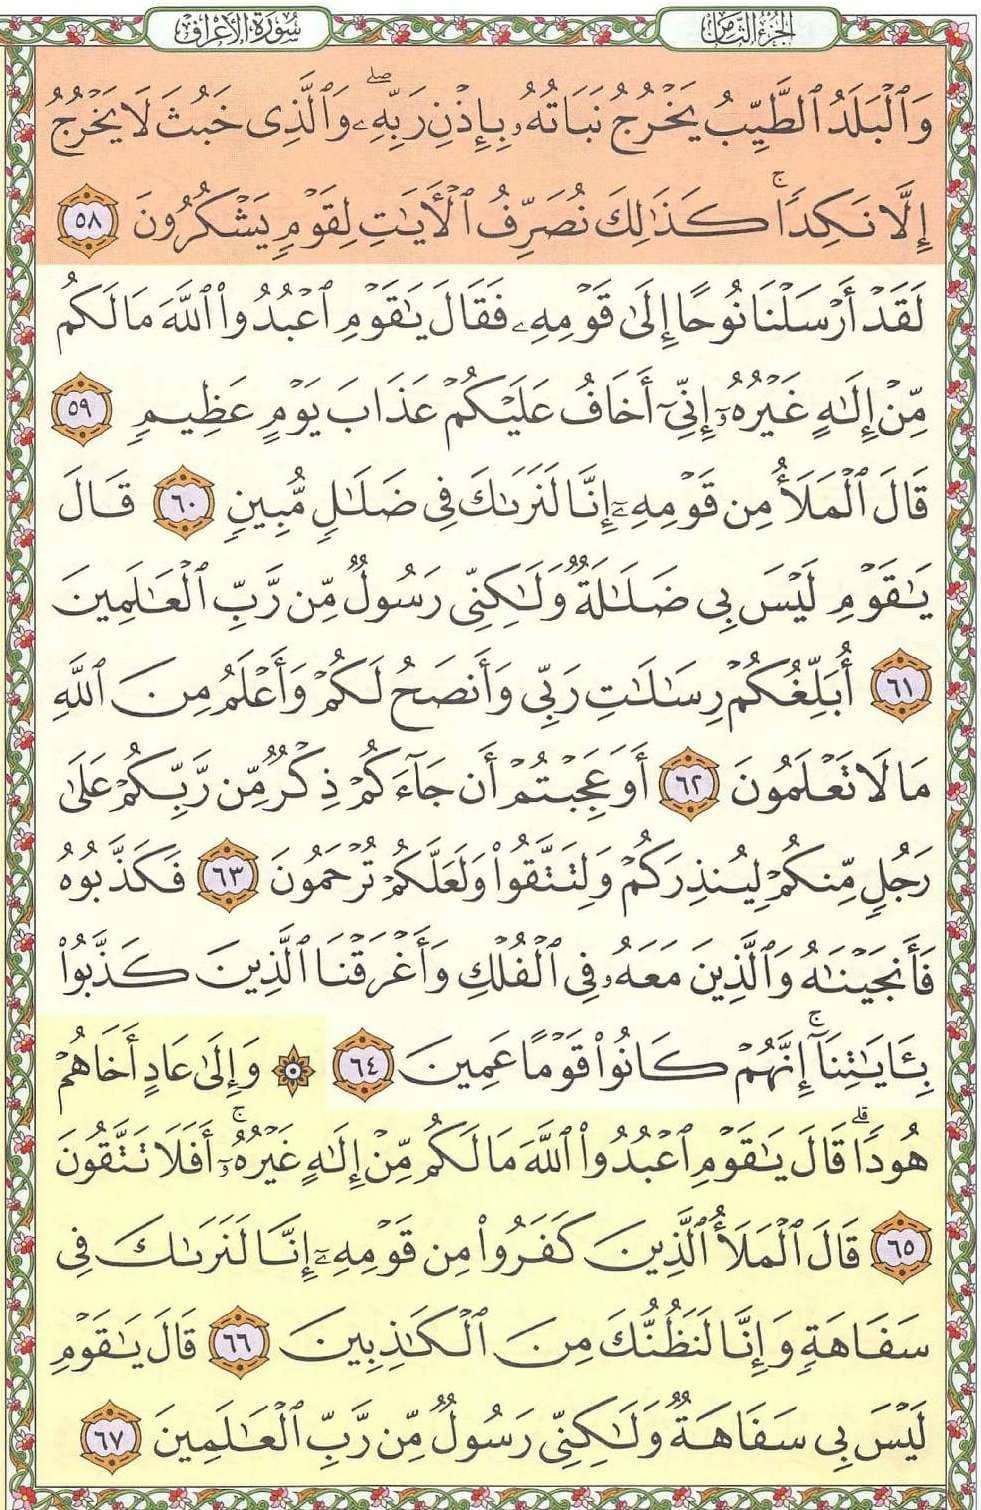 الجزء الثامن
سورة الأعراف
وَٱلْبَلَدُ ٱلطَّيِّبُ يَخْرُجُ نَبَاتُهُۥ بِإِذْنِ رَبِّهِۦ ۖ وَٱلَّذِى خَبُثَ لَا يَخْرُجُ
إِلَّا نَكِدًا ۚ كَذَٰلِكَ نُصَرِّفُ ٱلْـَٔايَـٰتِ لِقَوْمٍ يَشْكُرُونَ ٥٨
لَقَدْ أَرْسَلْنَا نُوحًا إِلَىٰ قَوْمِهِۦ فَقَالَ يَـٰقَوْمِ ٱعْبُدُوا۟ ٱللَّهَ مَا لَكُم
مِّنْ إِلَـٰهٍ غَيْرُهُۥٓ إِنِّىٓ أَخَافُ عَلَيْكُمْ عَذَابَ يَوْمٍ عَظِيمٍ ٥٩
قَالَ ٱلْمَلَأُ مِن قَوْمِهِۦٓ إِنَّا لَنَرَىٰكَ فِى ضَلَـٰلٍ مُّبِينٍ ٦٠ قَالَ
يَـٰقَوْمِ لَيْسَ بِى ضَلَـٰلَةٌ وَلَـٰكِنِّى رَسُولٌ مِّن رَّبِّ ٱلْعَـٰلَمِينَ
٦١ أُبَلِّغُكُمْ رِسَـٰلَـٰتِ رَبِّى وَأَنصَحُ لَكُمْ وَأَعْلَمُ مِنَ ٱللَّهِ
مَا لَا تَعْلَمُونَ ٦٢ أَوَعَجِبْتُمْ أَن جَآءَكُمْ ذِكْرٌ مِّن رَّبِّكُمْ عَلَىٰ
رَجُلٍ مِّنكُمْ لِيُنذِرَكُمْ وَلِتَتَّقُوا۟ وَلَعَلَّكُمْ تُرْحَمُونَ ٦٣ فَكَذَّبُوهُ
فَأَنجَيْنَـٰهُ وَٱلَّذِينَ مَعَهُۥ فِى ٱلْفُلْكِ وَأَغْرَقْنَا ٱلَّذِينَ كَذَّبُوا۟
بِـَٔايَـٰتِنَآ ۚ إِنَّهُمْ كَانُوا۟ قَوْمًا عَمِينَ ٦٤ ۞ وَإِلَىٰ عَادٍ أَخَاهُمْ
هُودًا ۗ قَالَ يَـٰقَوْمِ ٱعْبُدُوا۟ ٱللَّهَ مَا لَكُم مِّنْ إِلَـٰهٍ غَيْرُهُۥٓ ۚ أَفَلَا تَتَّقُونَ
٦٥ قَالَ ٱلْمَلَأُ ٱلَّذِينَ كَفَرُوا۟ مِن قَوْمِهِۦٓ إِنَّا لَنَرَىٰكَ فِى
سَفَاهَةٍ وَإِنَّا لَنَظُنُّكَ مِنَ ٱلْكَـٰذِبِينَ ٦٦ قَالَ يَـٰقَوْمِ
لَيْسَ بِى سَفَاهَةٌ وَلَـٰكِنِّى رَسُولٌ مِّن رَّبِّ ٱلْعَـٰلَمِينَ ٦٧